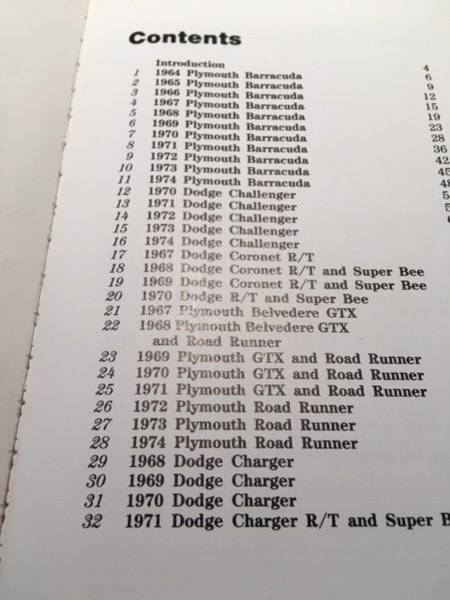 Contents
Introduction 4
1 1964 Plymouth Barracuda 6
2 1965 Plymouth Barracuda 9
3 1966 Plymouth Barracuda 12
4 1967 Plymouth Barracuda 15
5 1968 Plymouth Barracuda 19
6 1969 Plymouth Barracuda 23
7 1970 Plymouth Barracuda 28
8 1971 Plymouth Barracuda 36
9 1972 Plymouth Barracuda 42
10 1973 Plymouth Barracuda 45
11 1974 Plymouth Barracuda
12 1970 Dodge Challenger
13 1971 Dodge Challenger
14 1972 Dodge Challenger
15 1973 Dodge Challenger
16 1974 Dodge Challenger
17 1967 Dodge Coronet R/T
18 1968 Dodge Coronet R/T and Super Bee
19 1969 Dodge Coronet R/T and Super Bee
20 1970 Dodge R/T and Super Bee
21 1967 Plymouth Belvedere GTX
22 1968 Plymouth Belvedere GTX
and Road Runner
23 1969 Plymouth GTX and Road Runner
24 1970 Plymouth GTX and Road Runner
25 1971 Plymouth GTX and Road Runner
26 1972 Plymouth Road Runner
27 1973 Plymouth Road Runner
28 1974 Plymouth Road Runner
29 1968 Dodge Charger
30 1969 Dodge Charger
31 1970 Dodge Charger
32 1971 Dodge Charger R/T and Super